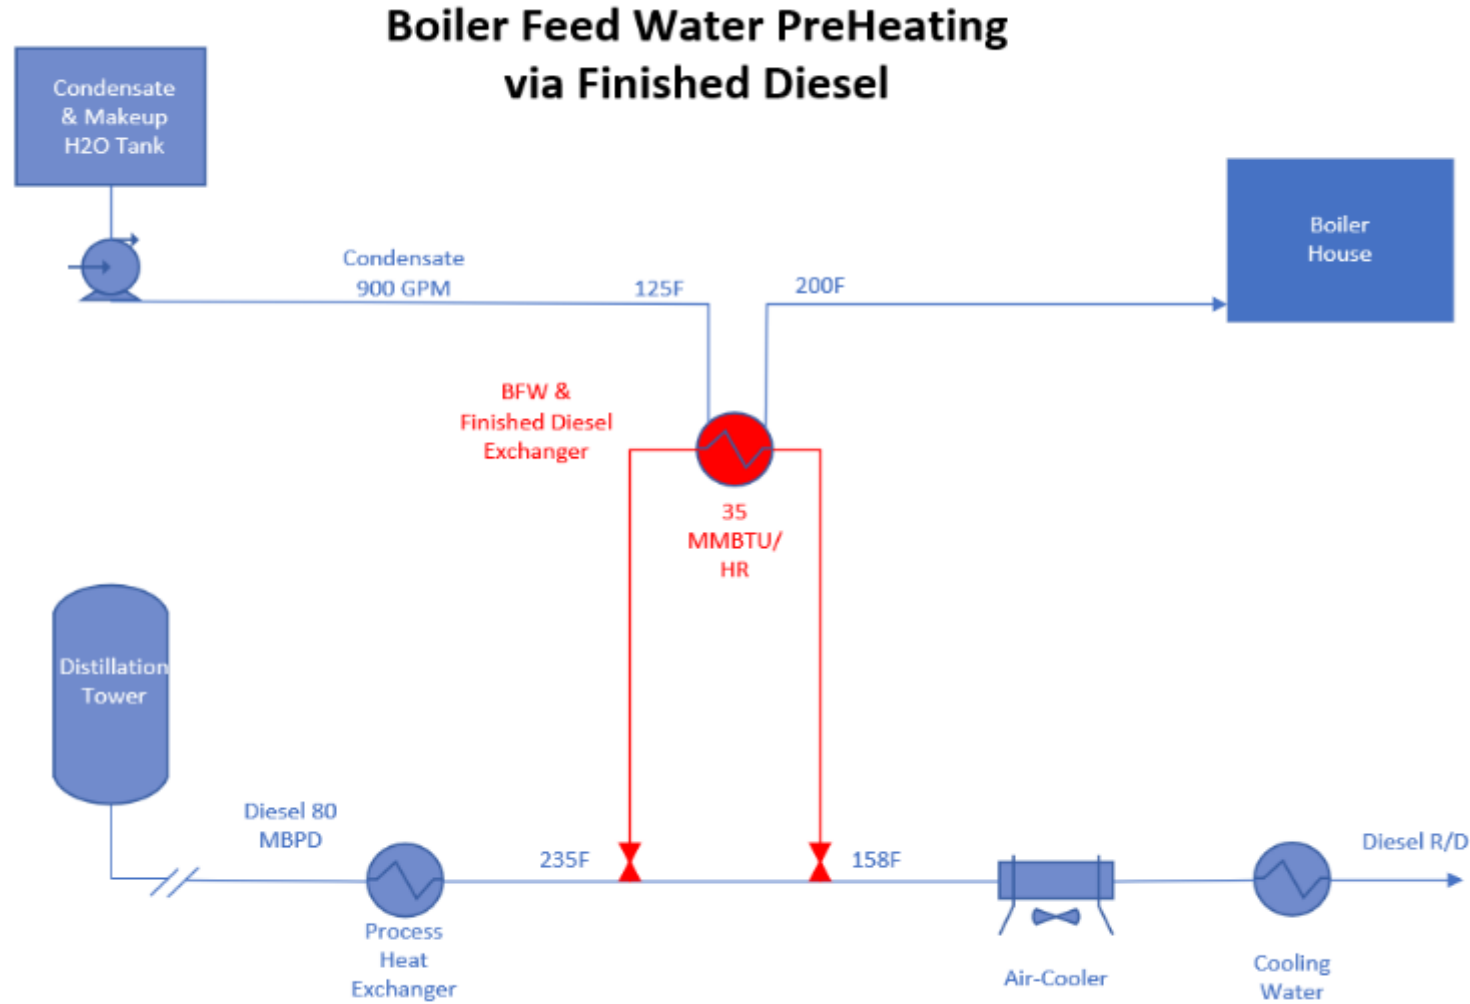 Boiler Feed Water PreHeating
via Finished Diesel
Condensate
& Makeup
H2O Tank
Boiler
House
Condensate
900 GPM
125F
200F
BFW &
Finished Diesel
Exchanger
35
MMBTU/
HR
Distillation
Tower
Diesel 80
MBPD
235F
158F
Diesel R/D
Process
Heat
Exchanger
Air-Cooler
Cooling
Water